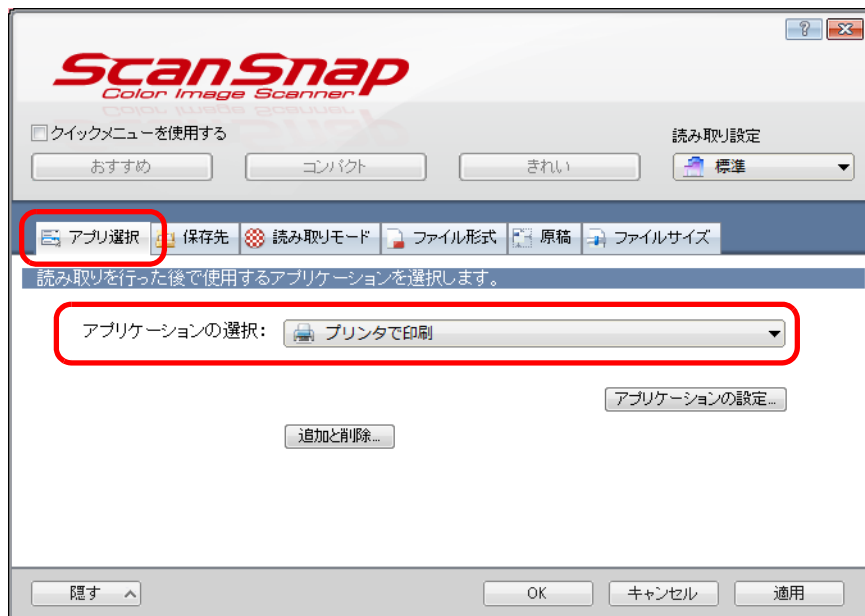 ScanSnap
Color Image Scanner
クイックメニューを使用する
読み取り設定
おすすめ
コンパクト
きれい
標準
アプリ選択
保存先
読み取りモード
ファイル形式
原稿
ファイルサイズ
読み取りを行った後で使用するアプリケーションを選択します。
アプリケーションの選択:
プリンタで印刷
アプリケーションの設定...
追加と削除...
隠す
OK
キャンセル
適用